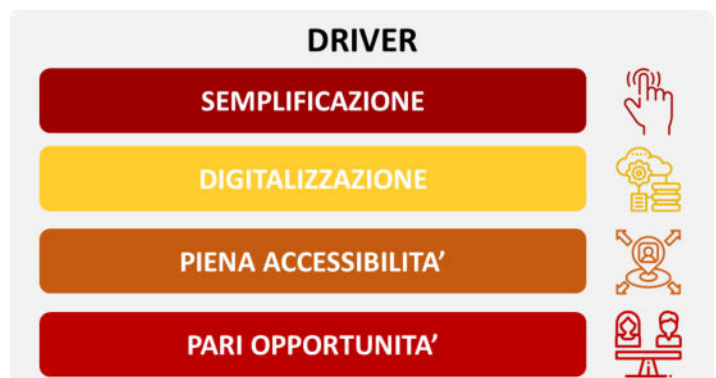 DRIVER
SEMPLIFICAZIONE
DIGITALIZZAZIONE
PIENA ACCESSIBILITA’
PARI OPPORTUNITA’